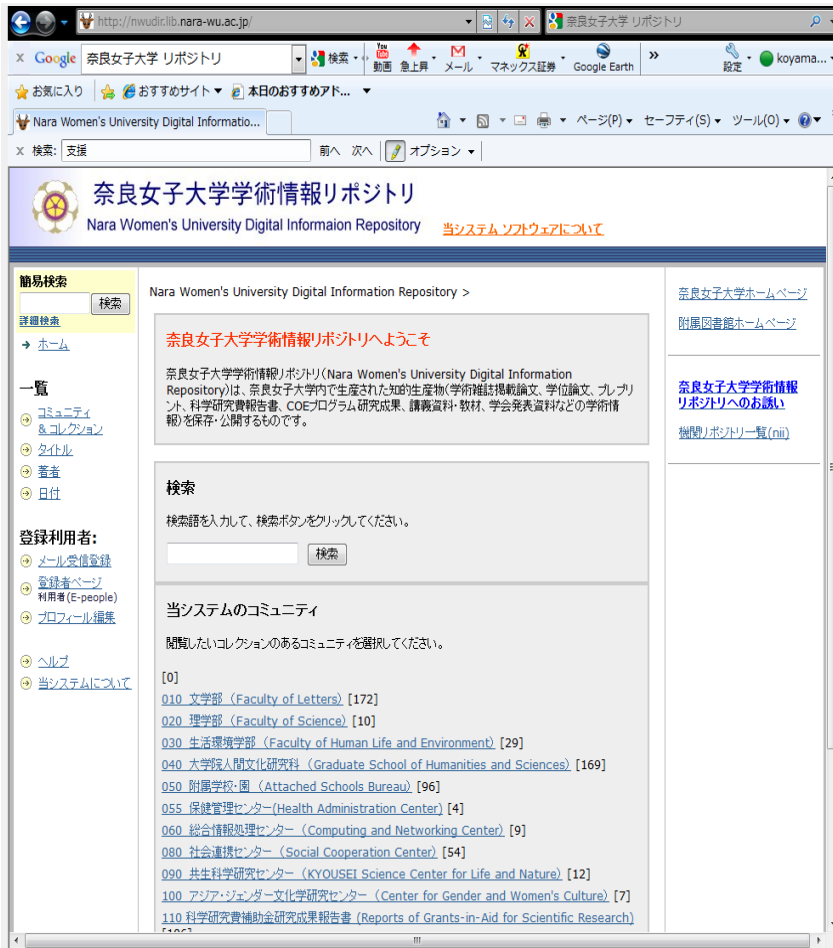 http://nwudir.lib.nara-wu.ac.jp/
奈良女子大学 リポジトリ
x Google 奈良女子大学 リポジトリ 検索 動画 急上昇 メール マネックス証券 Google Earth » 設定 koyama...
お気に入り おすすめサイト 本日のおすすめアド...
Nara Women's University Digital Informatio... ページ(P) セーフティ(S) ツール(O)
x 検索: 支援 前へ 次へ オプション
奈良女子大学学術情報リポジトリ
Nara Women's University Digital Informaion Repository 当システム ソフトウェアについて
簡易検索
検索
詳細検索
ホーム
一覧
コミュニティ
& コレクション
タイトル
著者
日付
登録利用者:
メール受信登録
登録者ページ
利用者(E-people)
プロフィール編集
ヘルプ
当システムについて
Nara Women's University Digital Information Repository >
奈良女子大学学術情報リポジトリへようこそ
奈良女子大学学術情報リポジトリ(Nara Women's University Digital Information
Repository)は、奈良女子大学内で生産された知的生産物(学術雑誌掲載論文、学位論文、プレプリ
ント、科学研究費報告書、COEプログラム研究成果、講義資料・教材、学会発表資料などの学術情
報)を保存・公開するものです。
検索
検索語を入力して、検索ボタンをクリックしてください。
検索
当システムのコミュニティ
閲覧したいコレクションのあるコミュニティを選択してください。
[0]
010 文学部 (Faculty of Letters) [172]
020 理学部 (Faculty of Science) [10]
030 生活環境学部 (Faculty of Human Life and Environment) [29]
040 大学院人間文化研究科 (Graduate School of Humanities and Sciences) [169]
050 附属学校・園 (Attached Schools Bureau) [96]
055 保健管理センター(Health Administration Center) [4]
060 総合情報処理センター (Computing and Networking Center) [9]
080 社会連携センター (Social Cooperation Center) [54]
090 共生科学研究センター (KYOUSEI Science Center for Life and Nature) [12]
100 アジア・ジェンダー文化学研究センター (Center for Gender and Women's Culture) [7]
110 科学研究費補助金研究成果報告書 (Reports of Grants-in-Aid for Scientific Research)
奈良女子大学ホームページ
附属図書館ホームページ
奈良女子大学学術情報
リポジトリへのお誘い
機関リポジトリ一覧(nii)